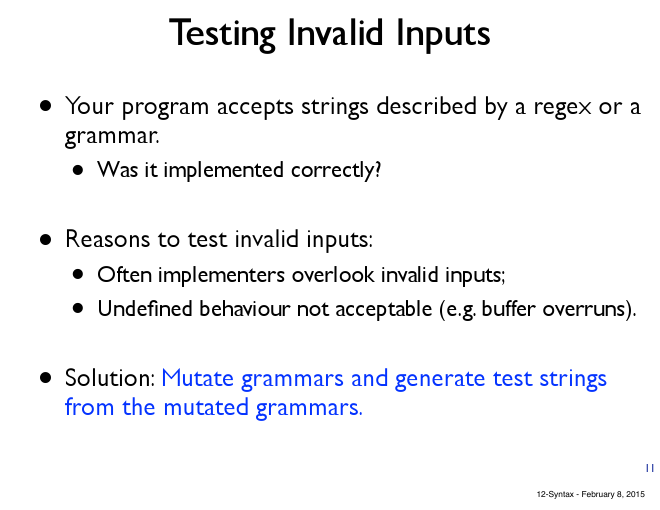 Testing Invalid Inputs
• Your program accepts strings described by a regex or a
grammar.
• Was it implemented correctly?
• Reasons to test invalid inputs:
• Often implementers overlook invalid inputs;
• Undefined behaviour not acceptable (e.g. buffer overruns).
• Solution: Mutate grammars and generate test strings
from the mutated grammars.
11
12-Syntax - February 8, 2015